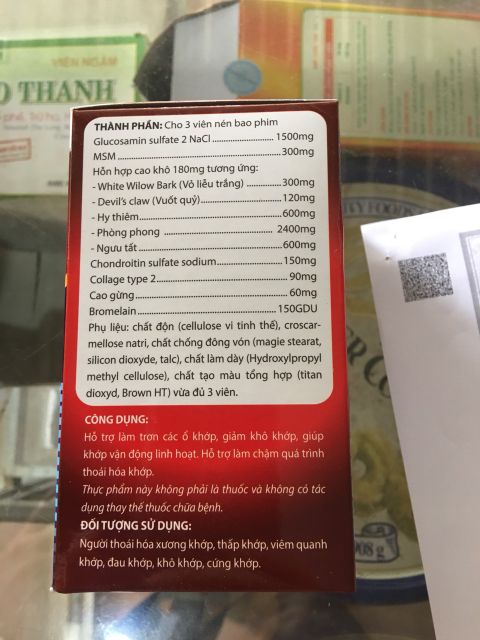 VIÊN NGẬM
O THANH
THÀNH PHẦN: Cho 3 viên nén bao phim
Glucosamin sulfate 2 NaCl ........................ 1500mg
MSM ........................ 300mg
Hỗn hợp cao khô 180mg tương ứng:
- White Wilow Bark (Vỏ liễu trắng) ............ 300mg
- Devil's claw (Vuốt quỷ) ........................ 120mg
- Hy thiêm ........................ 600mg
- Phòng phong ........................ 2400mg
- Ngưu tất ........................ 600mg
Chondroitin sulfate sodium ........................ 150mg
Collage type 2 ........................ 90mg
Cao gừng ........................ 60mg
Bromelain ........................ 150GDU
Phụ liệu: chất độn (cellulose vi tinh thể), croscar-
mellose natri, chất chống đông vón (magie stearat,
silicon dioxyde, talc), chất làm dày (Hydroxylpropyl
methyl cellulose), chất tạo màu tổng hợp (titan
dioxyd, Brown HT) vừa đủ 3 viên.
CÔNG DỤNG:
Hỗ trợ làm trơn các ổ khớp, giảm khô khớp, giúp
khớp vận động linh hoạt. Hỗ trợ làm chậm quá trình
thoái hóa khớp.
Thực phẩm này không phải là thuốc và không có tác
dụng thay thế thuốc chữa bệnh.
ĐỐI TƯỢNG SỬ DỤNG:
Người thoái hóa xương khớp, thấp khớp, viêm quanh
khớp, đau khớp, khô khớp, cứng khớp.